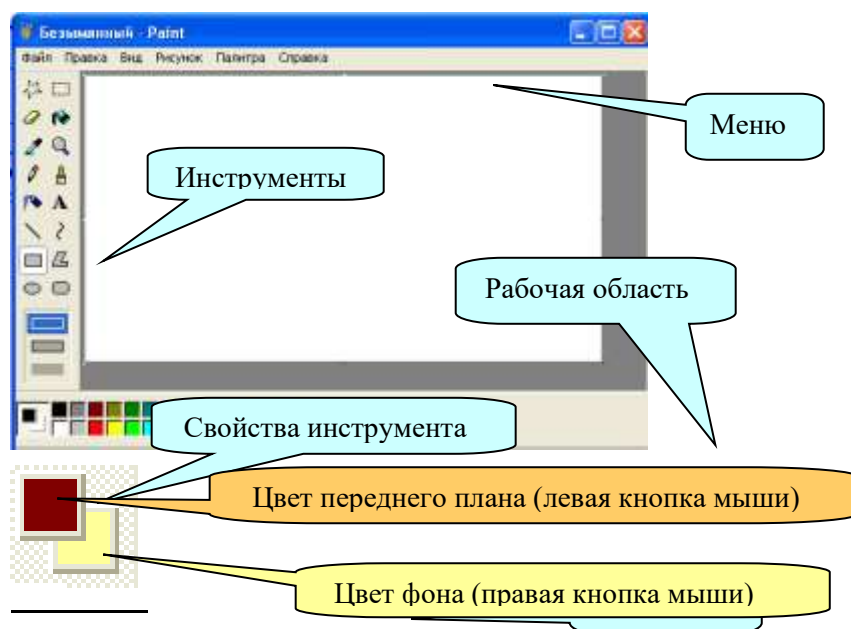 Безымянный - Paint
Файл Правка Вид Рисунок Палитра Справка
Меню
Инструменты
A
Рабочая область
Свойства инструмента
Цвет переднего плана (левая кнопка мыши)
Цвет фона (правая кнопка мыши)